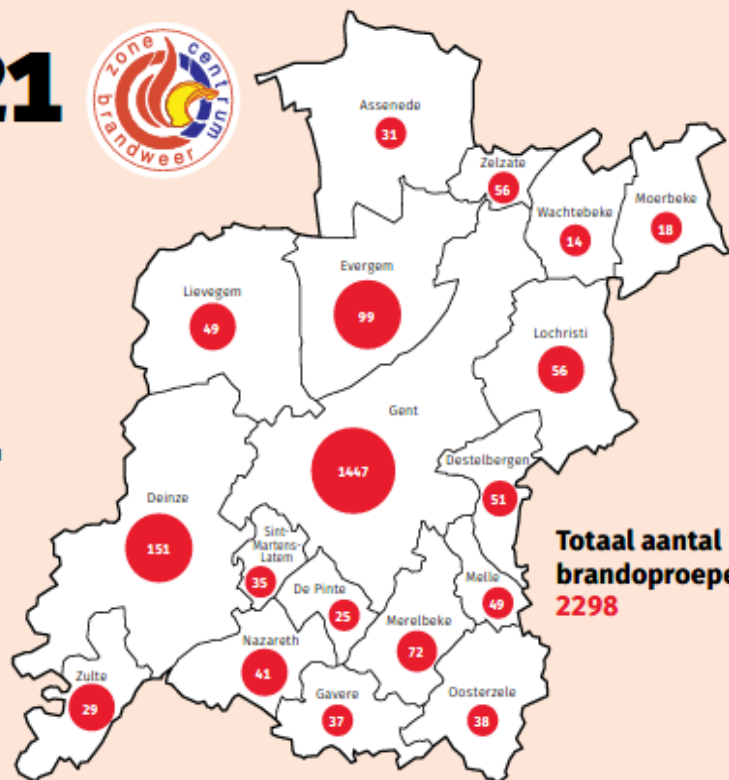 21
zone centrum
brandweer
Assenede
31
Zelzate
56
Wachtebeke
14
Moerbeke
18
Evergem
99
Lievegem
49
Lochristi
56
Gent
1447
Destelbergen
51
Deinze
151
Sint-
Martens-
Latem
35
De Pinte
25
Melle
49
Merelbeke
72
Nazareth
41
Zulte
29
Gavere
37
Oosterzele
38
Totaal aantal
brandoproepe
2298